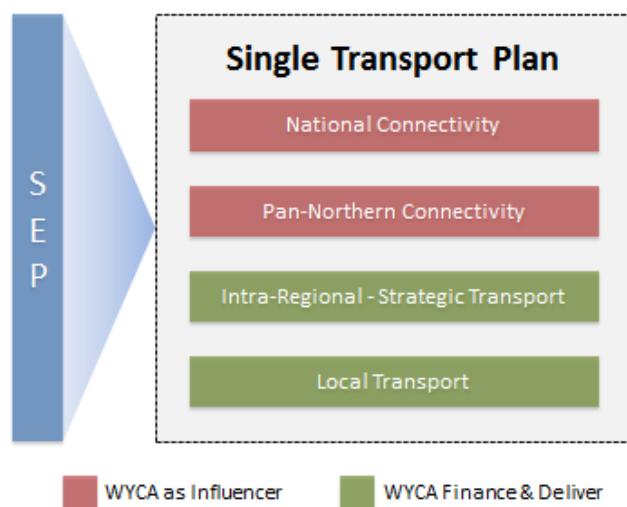 Single Transport Plan
National Connectivity
S
E
P
Pan-Northern Connectivity
Intra-Regional - Strategic Transport
Local Transport
WYCA as Influencer
WYCA Finance & Deliver